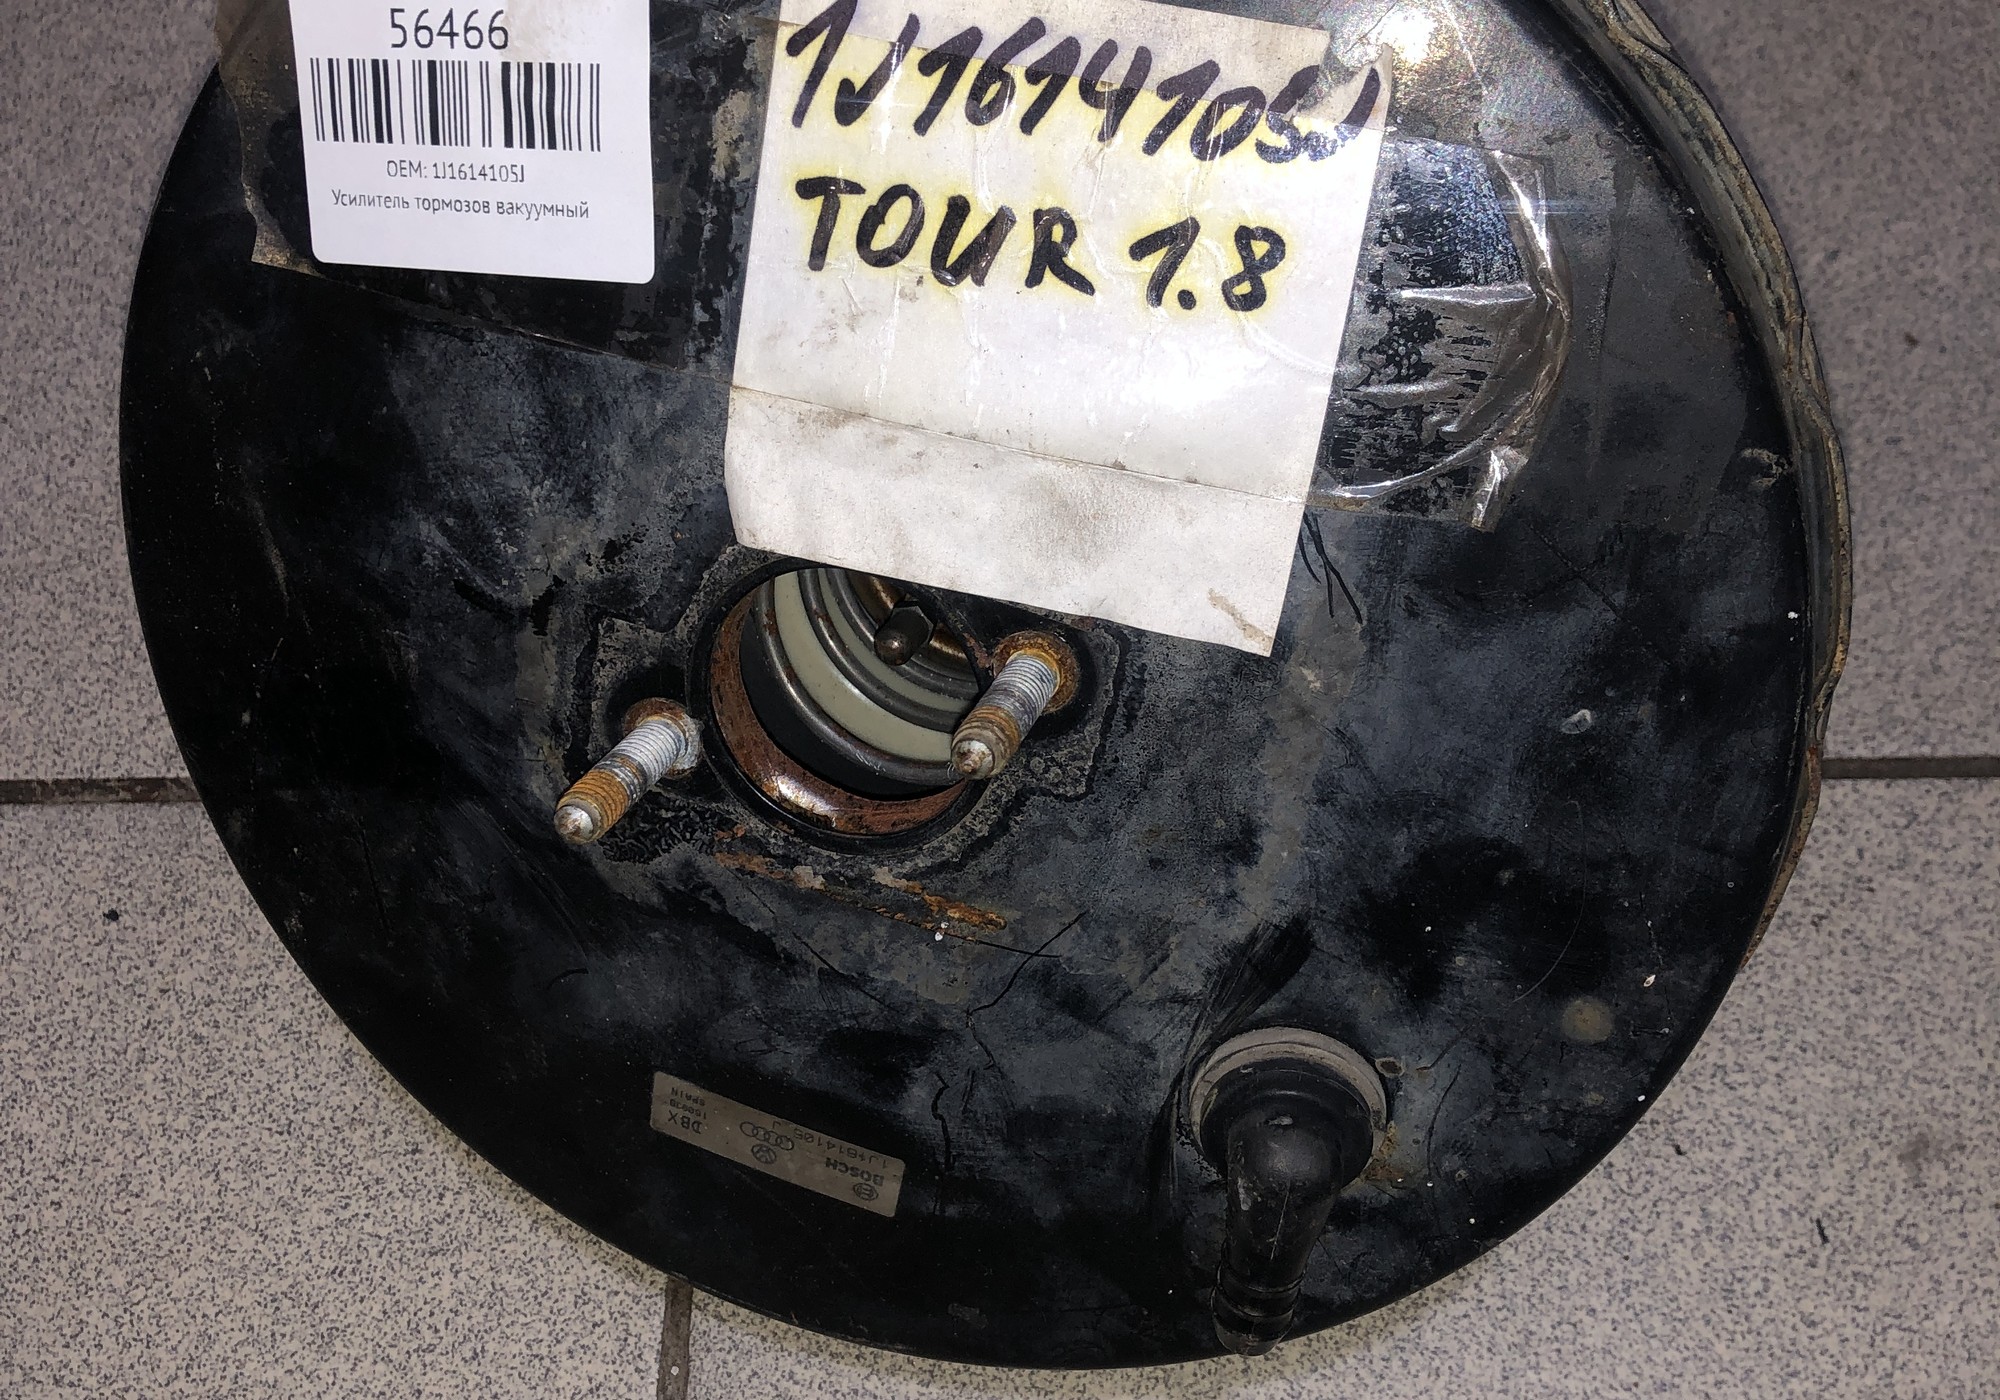 56466
OEM: 1J1614105J
Усилитель тормозов вакуумный
1J1614105J
TOUR 1.8
BOSCH
1J1614105 J
DBX
SPAIN